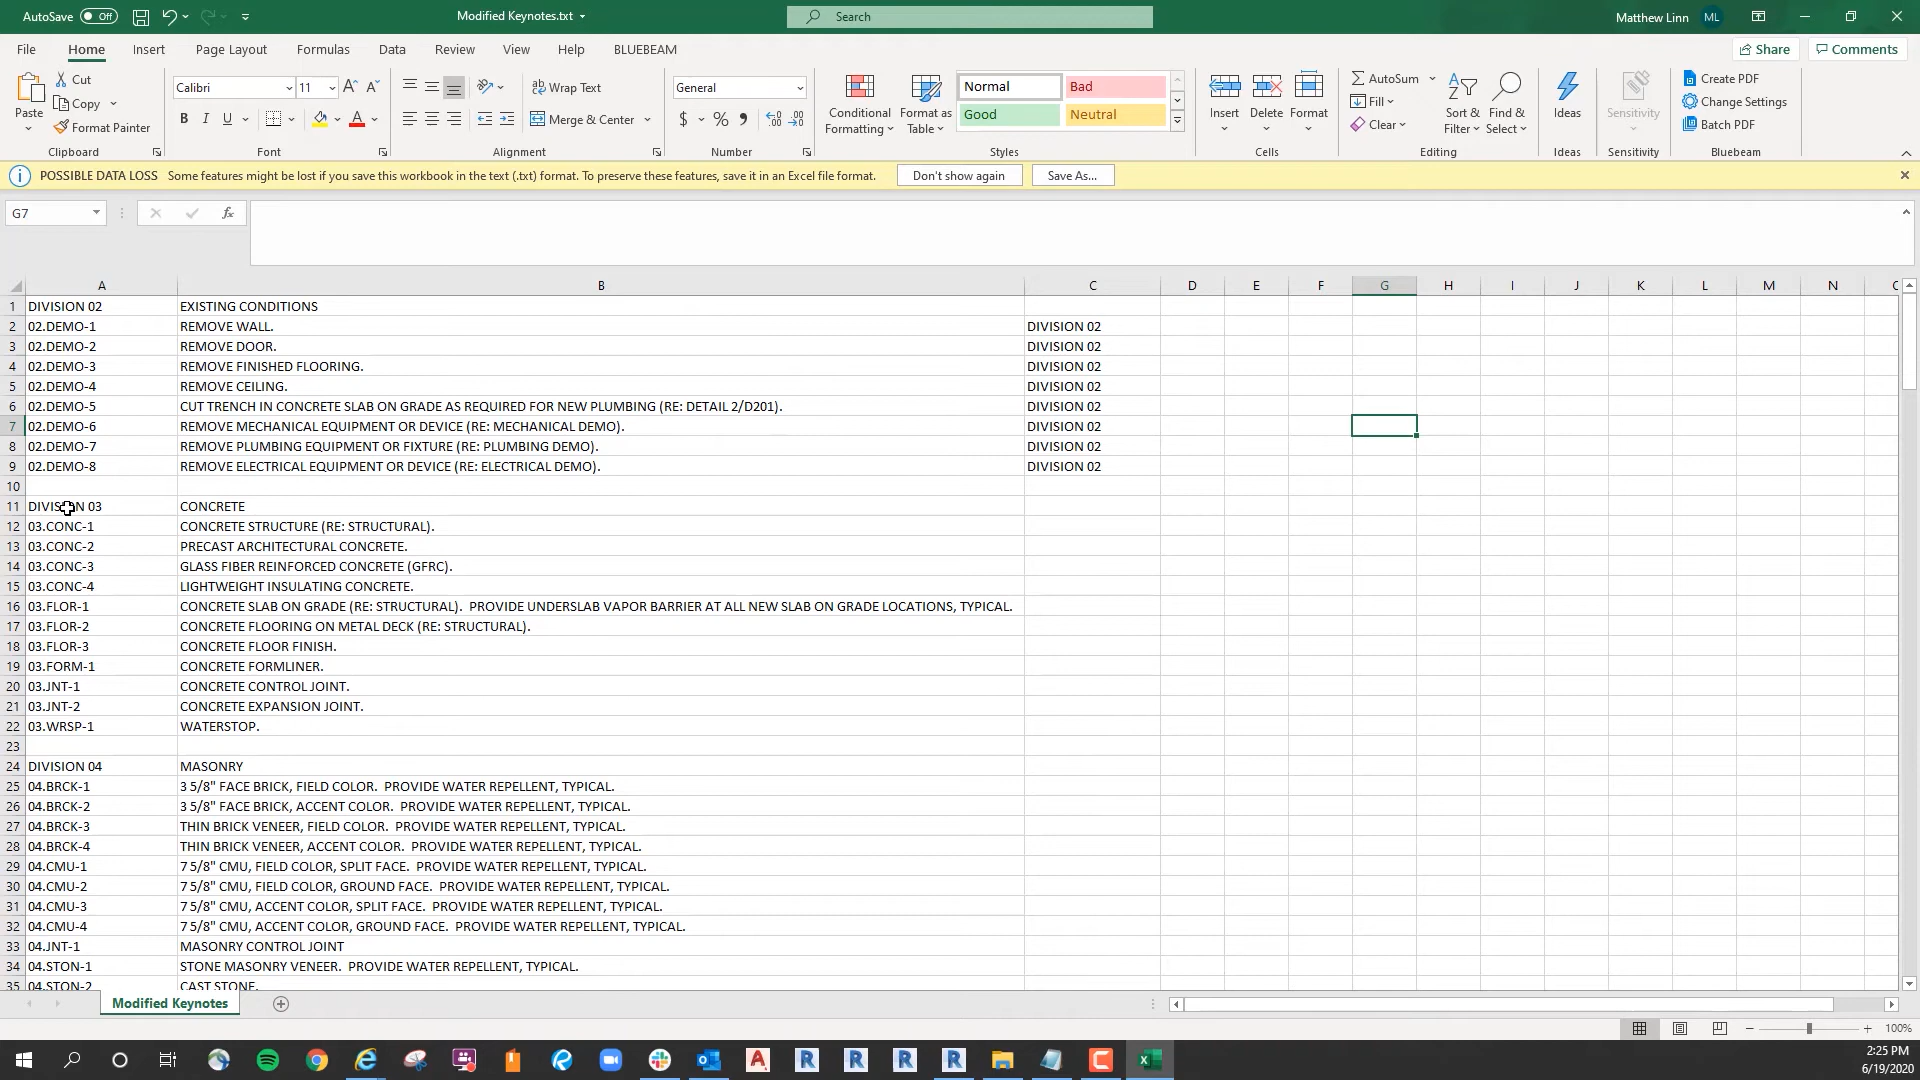 AutoSave Off Modified Keynotes.txt Search Matthew Linn ML
File Home Insert Page Layout Formulas Data Review View Help BLUEBEAM Share Comments
Cut Calibri 11 Wrap Text General Normal Bad AutoSum Create PDF
Copy Fill Change Settings
Paste Format Painter Merge & Center $ % Conditional Format as Good Neutral Insert Delete Format Clear Sort & Find & Ideas Sensitivity Batch PDF
Formatting Table Filter Select
Clipboard Font Alignment Number Styles Cells Editing Ideas Sensitivity Bluebeam
POSSIBLE DATA LOSS Some features might be lost if you save this workbook in the text (.txt) format. To preserve these features, save it in an Excel file format. Don't show again Save As...
G7 fx
A B C D E F G H I J K L M N
1 DIVISION 02 EXISTING CONDITIONS
2 02.DEMO-1 REMOVE WALL. DIVISION 02
3 02.DEMO-2 REMOVE DOOR. DIVISION 02
4 02.DEMO-3 REMOVE FINISHED FLOORING. DIVISION 02
5 02.DEMO-4 REMOVE CEILING. DIVISION 02
6 02.DEMO-5 CUT TRENCH IN CONCRETE SLAB ON GRADE AS REQUIRED FOR NEW PLUMBING (RE: DETAIL 2/D201). DIVISION 02
7 02.DEMO-6 REMOVE MECHANICAL EQUIPMENT OR DEVICE (RE: MECHANICAL DEMO). DIVISION 02
8 02.DEMO-7 REMOVE PLUMBING EQUIPMENT OR FIXTURE (RE: PLUMBING DEMO). DIVISION 02
9 02.DEMO-8 REMOVE ELECTRICAL EQUIPMENT OR DEVICE (RE: ELECTRICAL DEMO). DIVISION 02
10
11 DIVISION 03 CONCRETE
12 03.CONC-1 CONCRETE STRUCTURE (RE: STRUCTURAL).
13 03.CONC-2 PRECAST ARCHITECTURAL CONCRETE.
14 03.CONC-3 GLASS FIBER REINFORCED CONCRETE (GFRC).
15 03.CONC-4 LIGHTWEIGHT INSULATING CONCRETE.
16 03.FLOR-1 CONCRETE SLAB ON GRADE (RE: STRUCTURAL).  PROVIDE UNDERSLAB VAPOR BARRIER AT ALL NEW SLAB ON GRADE LOCATIONS, TYPICAL.
17 03.FLOR-2 CONCRETE FLOORING ON METAL DECK (RE: STRUCTURAL).
18 03.FLOR-3 CONCRETE FLOOR FINISH.
19 03.FORM-1 CONCRETE FORMLINER.
20 03.JNT-1 CONCRETE CONTROL JOINT.
21 03.JNT-2 CONCRETE EXPANSION JOINT.
22 03.WRSP-1 WATERSTOP.
23
24 DIVISION 04 MASONRY
25 04.BRCK-1 3 5/8" FACE BRICK, FIELD COLOR.  PROVIDE WATER REPELLENT, TYPICAL.
26 04.BRCK-2 3 5/8" FACE BRICK, ACCENT COLOR.  PROVIDE WATER REPELLENT, TYPICAL.
27 04.BRCK-3 THIN BRICK VENEER, FIELD COLOR.  PROVIDE WATER REPELLENT, TYPICAL.
28 04.BRCK-4 THIN BRICK VENEER, ACCENT COLOR.  PROVIDE WATER REPELLENT, TYPICAL.
29 04.CMU-1 7 5/8" CMU, FIELD COLOR, SPLIT FACE.  PROVIDE WATER REPELLENT, TYPICAL.
30 04.CMU-2 7 5/8" CMU, FIELD COLOR, GROUND FACE.  PROVIDE WATER REPELLENT, TYPICAL.
31 04.CMU-3 7 5/8" CMU, ACCENT COLOR, SPLIT FACE.  PROVIDE WATER REPELLENT, TYPICAL.
32 04.CMU-4 7 5/8" CMU, ACCENT COLOR, GROUND FACE.  PROVIDE WATER REPELLENT, TYPICAL.
33 04.JNT-1 MASONRY CONTROL JOINT
34 04.STON-1 STONE MASONRY VENEER.  PROVIDE WATER REPELLENT, TYPICAL.
35 04.STON-2 CAST STONE.
Modified Keynotes
100%
2:25 PM
6/19/2020